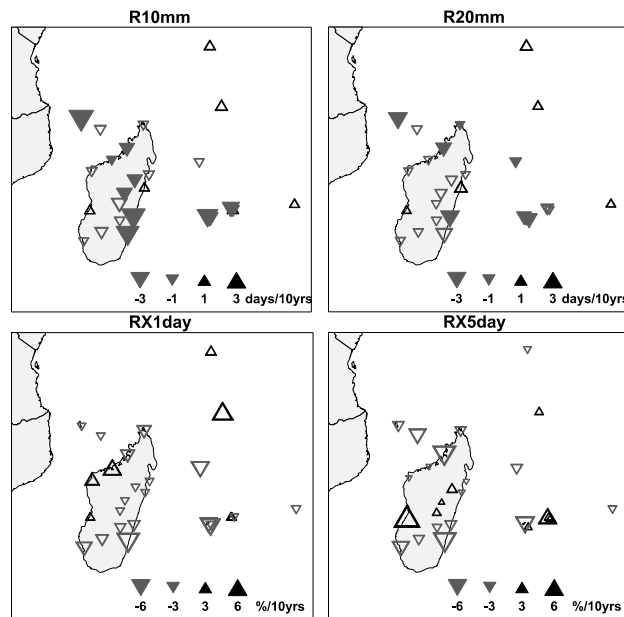 R10mm
R20mm
-3 -1 1 3 days/10yrs
-3 -1 1 3 days/10yrs
RX1day
RX5day
-6 -3 3 6 %/10yrs
-6 -3 3 6 %/10yrs